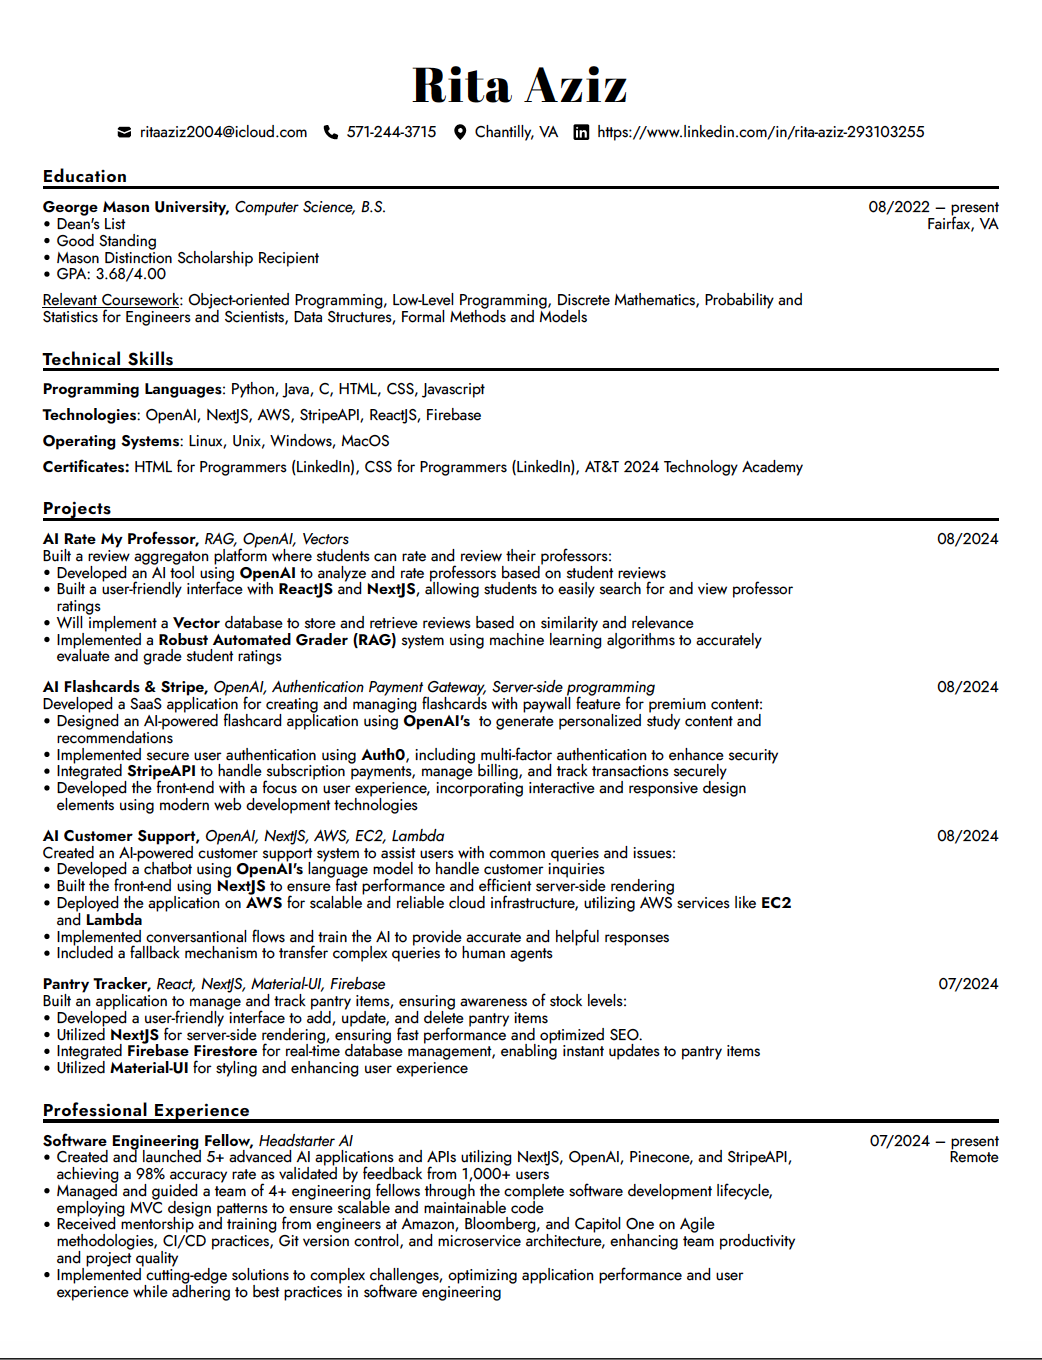 Rita Aziz
ritaaziz2004@icloud.com 571-244-3715 Chantilly, VA https://www.linkedin.com/in/rita-aziz-293103255
Education
George Mason University, Computer Science, B.S. 08/2022 – present
• Dean's List Fairfax, VA
• Good Standing
• Mason Distinction Scholarship Recipient
• GPA: 3.68/4.00
Relevant Coursework: Object-oriented Programming, Low-Level Programming, Discrete Mathematics, Probability and
Statistics for Engineers and Scientists, Data Structures, Formal Methods and Models
Technical Skills
Programming Languages: Python, Java, C, HTML, CSS, Javascript
Technologies: OpenAI, NextJS, AWS, StripeAPI, ReactJS, Firebase
Operating Systems: Linux, Unix, Windows, MacOS
Certificates: HTML for Programmers (LinkedIn), CSS for Programmers (LinkedIn), AT&T 2024 Technology Academy
Projects
AI Rate My Professor, RAG, OpenAI, Vectors 08/2024
Built a review aggregaton platform where students can rate and review their professors:
• Developed an AI tool using OpenAI to analyze and rate professors based on student reviews
• Built a user-friendly interface with ReactJS and NextJS, allowing students to easily search for and view professor
ratings
• Will implement a Vector database to store and retrieve reviews based on similarity and relevance
• Implemented a Robust Automated Grader (RAG) system using machine learning algorithms to accurately
evaluate and grade student ratings
AI Flashcards & Stripe, OpenAI, Authentication Payment Gateway, Server-side programming 08/2024
Developed a SaaS application for creating and managing flashcards with paywall feature for premium content:
• Designed an AI-powered flashcard application using OpenAI's to generate personalized study content and
recommendations
• Implemented secure user authentication using Auth0, including multi-factor authentication to enhance security
• Integrated StripeAPI to handle subscription payments, manage billing, and track transactions securely
• Developed the front-end with a focus on user experience, incorporating interactive and responsive design
elements using modern web development technologies
AI Customer Support, OpenAI, NextJS, AWS, EC2, Lambda 08/2024
Created an AI-powered customer support system to assist users with common queries and issues:
• Developed a chatbot using OpenAI's language model to handle customer inquiries
• Built the front-end using NextJS to ensure fast performance and efficient server-side rendering
• Deployed the application on AWS for scalable and reliable cloud infrastructure, utilizing AWS services like EC2
and Lambda
• Implemented conversantional flows and train the AI to provide accurate and helpful responses
• Included a fallback mechanism to transfer complex queries to human agents
Pantry Tracker, React, NextJS, Material-UI, Firebase 07/2024
Built an application to manage and track pantry items, ensuring awareness of stock levels:
• Developed a user-friendly interface to add, update, and delete pantry items
• Utilized NextJS for server-side rendering, ensuring fast performance and optimized SEO.
• Integrated Firebase Firestore for real-time database management, enabling instant updates to pantry items
• Utilized Material-UI for styling and enhancing user experience
Professional Experience
Software Engineering Fellow, Headstarter AI 07/2024 – present
• Created and launched 5+ advanced AI applications and APIs utilizing NextJS, OpenAI, Pinecone, and StripeAPI, Remote
achieving a 98% accuracy rate as validated by feedback from 1,000+ users
• Managed and guided a team of 4+ engineering fellows through the complete software development lifecycle,
employing MVC design patterns to ensure scalable and maintainable code
• Received mentorship and training from engineers at Amazon, Bloomberg, and Capitol One on Agile
methodologies, CI/CD practices, Git version control, and microservice architecture, enhancing team productivity
and project quality
• Implemented cutting-edge solutions to complex challenges, optimizing application performance and user
experience while adhering to best practices in software engineering